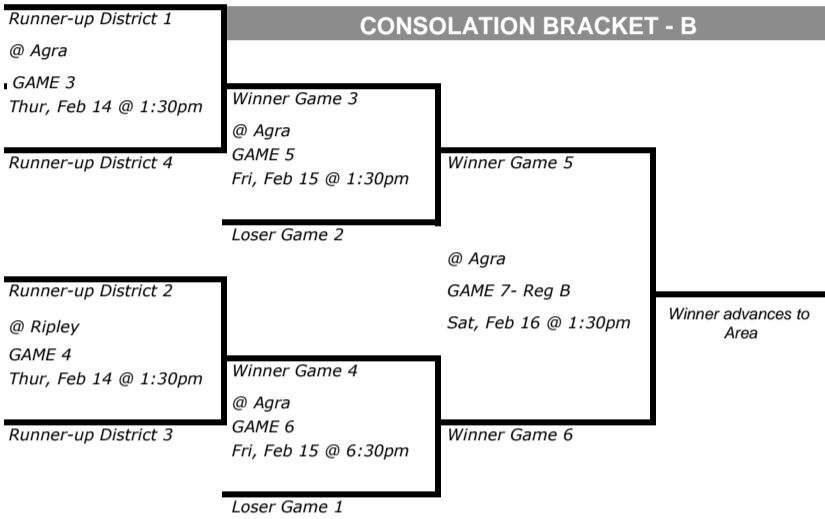 CONSOLATION BRACKET - B
Runner-up District 1
@ Agra
GAME 3
Thur, Feb 14 @ 1:30pm
Runner-up District 4
Winner Game 3
@ Agra
GAME 5
Fri, Feb 15 @ 1:30pm
Loser Game 2
Winner Game 5
@ Agra
GAME 7- Reg B
Sat, Feb 16 @ 1:30pm
Winner advances to
Area
Runner-up District 2
@ Ripley
GAME 4
Thur, Feb 14 @ 1:30pm
Runner-up District 3
Winner Game 4
@ Agra
GAME 6
Fri, Feb 15 @ 6:30pm
Loser Game 1
Winner Game 6